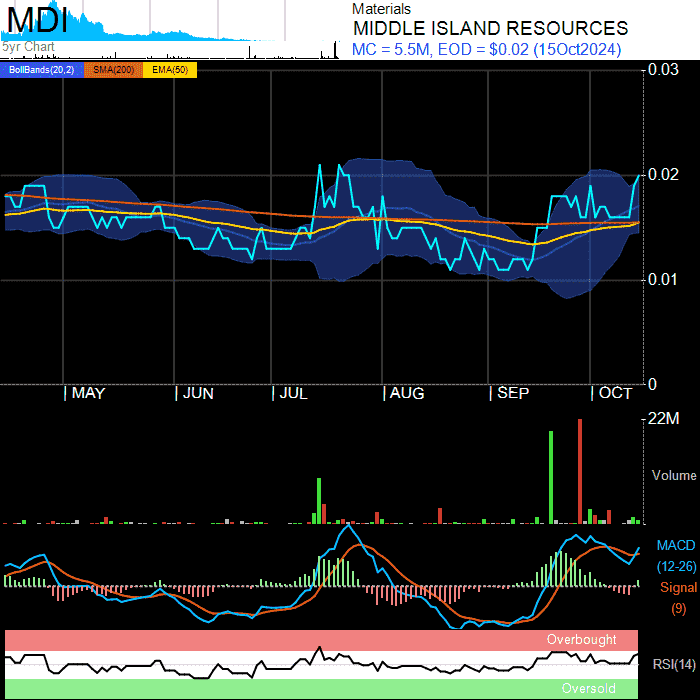 MDI
5yr Chart
Materials
MIDDLE ISLAND RESOURCES
MC = 5.5M, EOD = $0.02 (15Oct2024)
BollBands(20,2) SMA(200) EMA(50)
0.03
0.02
0.01
0
MAY JUN JUL AUG SEP OCT
22M
Volume
MACD
(12-26)
Signal
(9)
Overbought
RSI(14)
Oversold